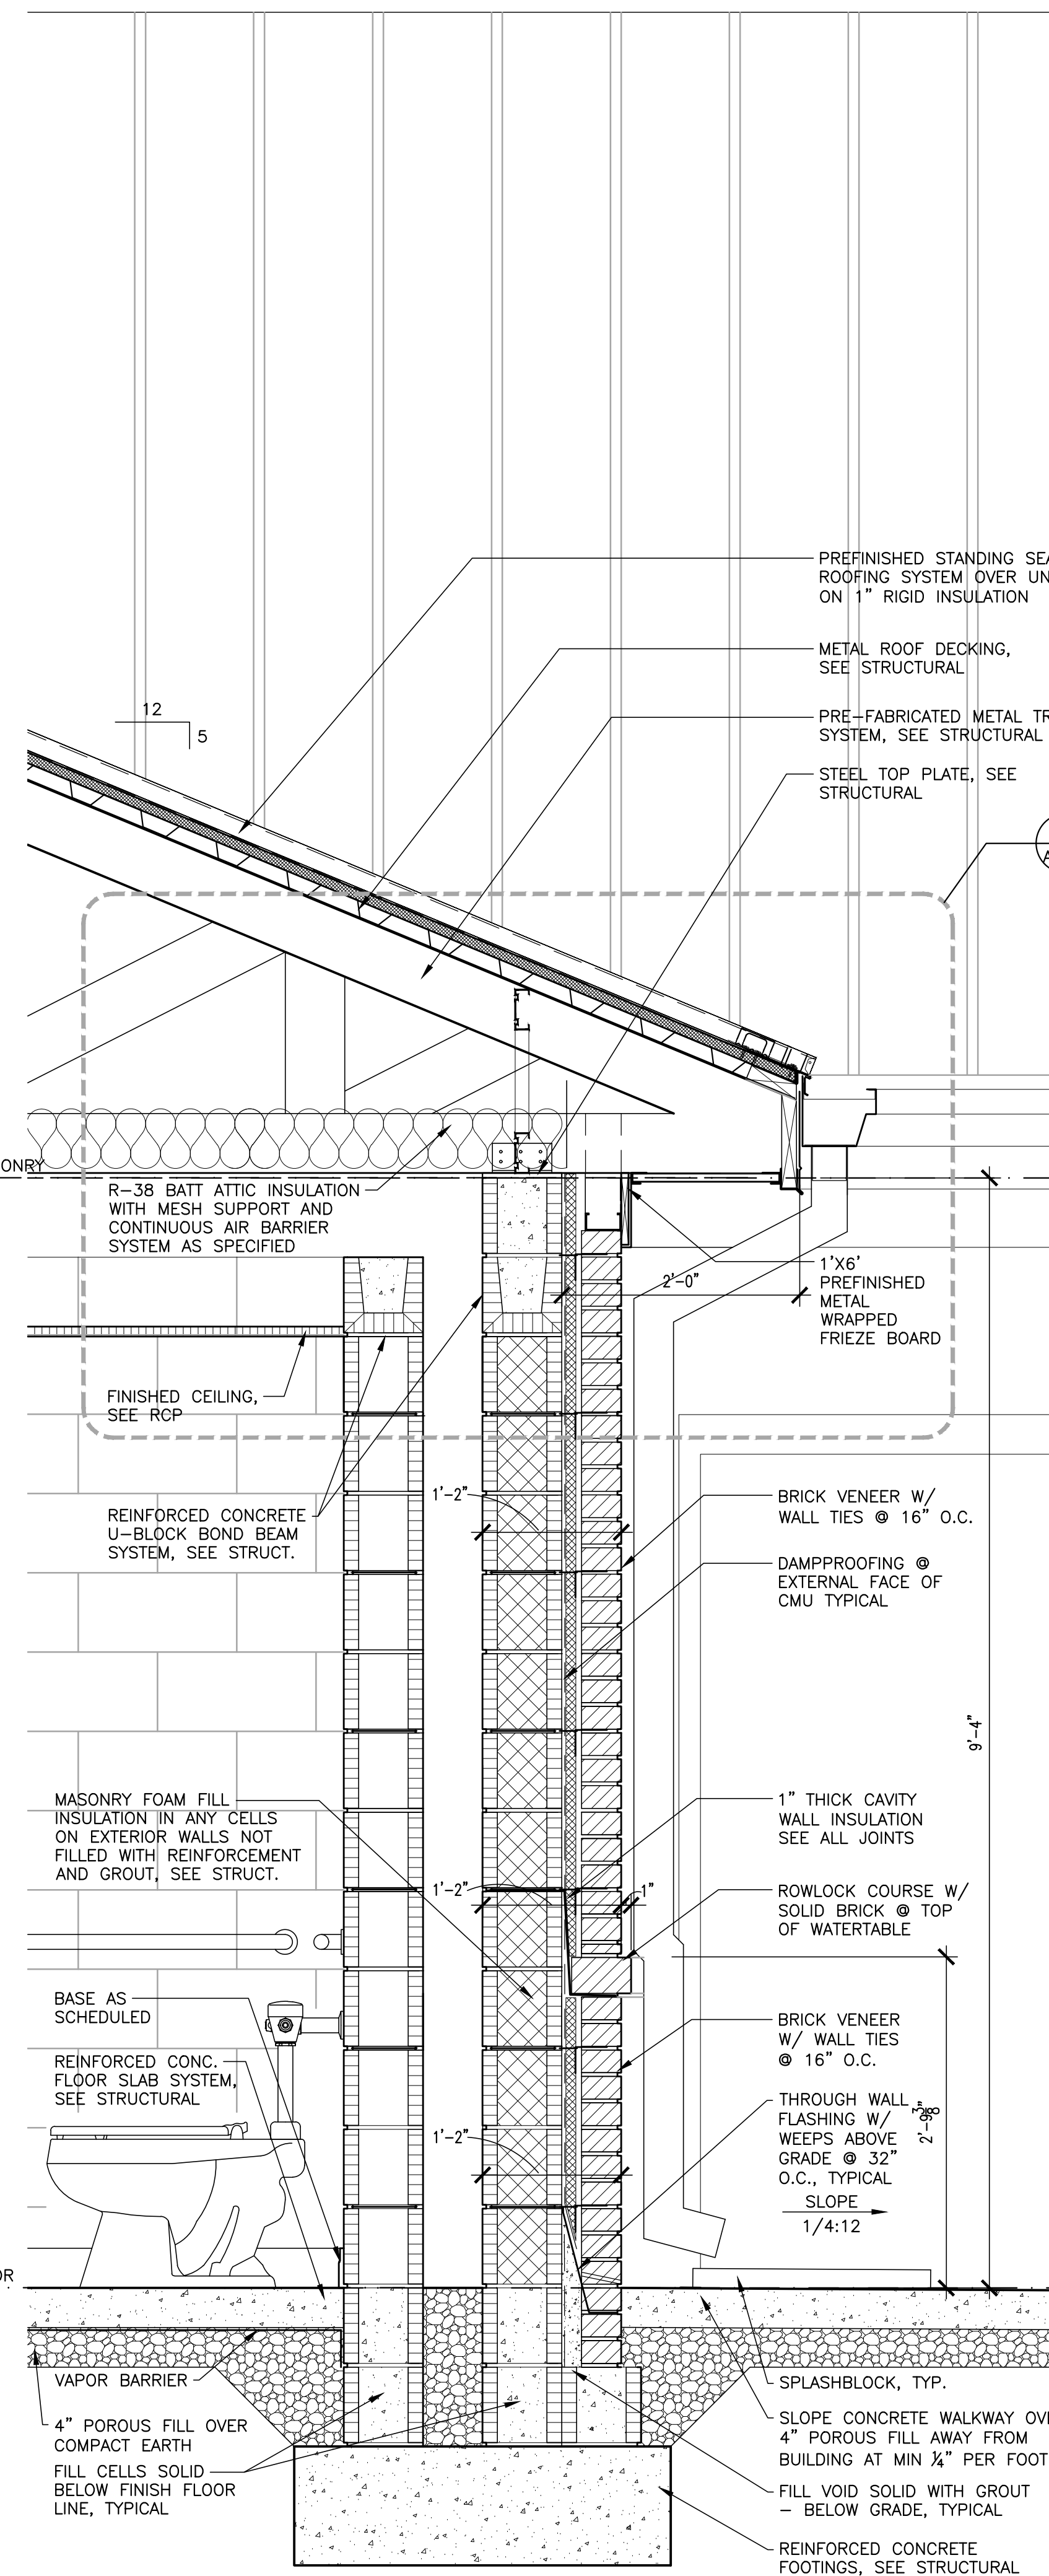 PREFINISHED STANDING SEA
ROOFING SYSTEM OVER UN
ON 1" RIGID INSULATION
METAL ROOF DECKING,
SEE STRUCTURAL
12
5
PRE-FABRICATED METAL TR
SYSTEM, SEE STRUCTURAL
STEEL TOP PLATE, SEE
STRUCTURAL
A
ONRY
R-38 BATT ATTIC INSULATION
WITH MESH SUPPORT AND
CONTINUOUS AIR BARRIER
SYSTEM AS SPECIFIED
2'-0"
1'X6'
PREFINISHED
METAL
WRAPPED
FRIEZE BOARD
FINISHED CEILING,
SEE RCP
1'-2"
BRICK VENEER W/
WALL TIES @ 16" O.C.
REINFORCED CONCRETE
U-BLOCK BOND BEAM
SYSTEM, SEE STRUCT.
DAMPPROOFING @
EXTERNAL FACE OF
CMU TYPICAL
9'-4"
MASONRY FOAM FILL
INSULATION IN ANY CELLS
ON EXTERIOR WALLS NOT
FILLED WITH REINFORCEMENT
AND GROUT, SEE STRUCT.
1" THICK CAVITY
WALL INSULATION
SEE ALL JOINTS
1'-2"
1"
ROWLOCK COURSE W/
SOLID BRICK @ TOP
OF WATERTABLE
BASE AS
SCHEDULED
BRICK VENEER
W/ WALL TIES
@ 16" O.C.
REINFORCED CONC.
FLOOR SLAB SYSTEM,
SEE STRUCTURAL
THROUGH WALL
FLASHING W/
WEEPS ABOVE
GRADE @ 32"
O.C., TYPICAL
2'-9⅜"
1'-2"
SLOPE
1/4:12
OR
VAPOR BARRIER
SPLASHBLOCK, TYP.
4" POROUS FILL OVER
COMPACT EARTH
SLOPE CONCRETE WALKWAY OV
4" POROUS FILL AWAY FROM
BUILDING AT MIN ¼" PER FOOT
FILL CELLS SOLID
BELOW FINISH FLOOR
LINE, TYPICAL
FILL VOID SOLID WITH GROUT
– BELOW GRADE, TYPICAL
REINFORCED CONCRETE
FOOTINGS, SEE STRUCTURAL